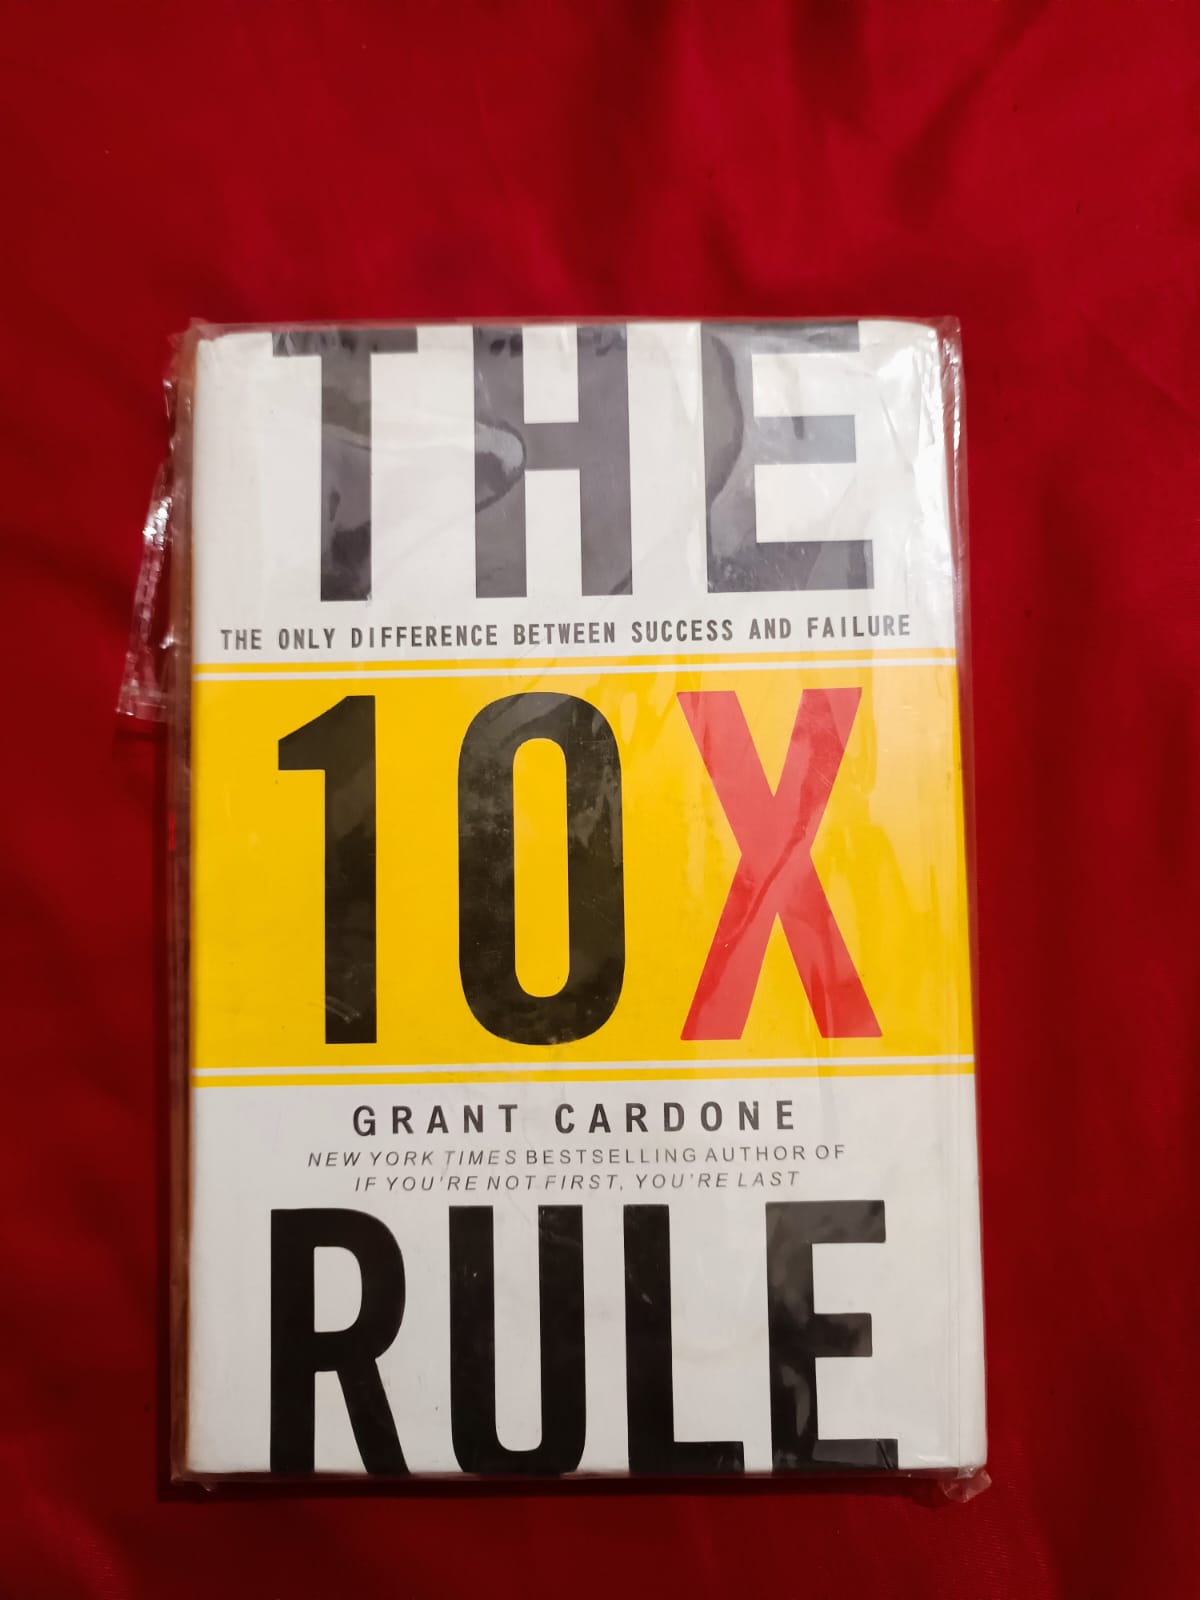 THE
THE ONLY DIFFERENCE BETWEEN SUCCESS AND FAILURE
10X
GRANT CARDONE
NEW YORK TIMES BESTSELLING AUTHOR OF
IF YOU'RE NOT FIRST, YOU'RE LAST
RULE